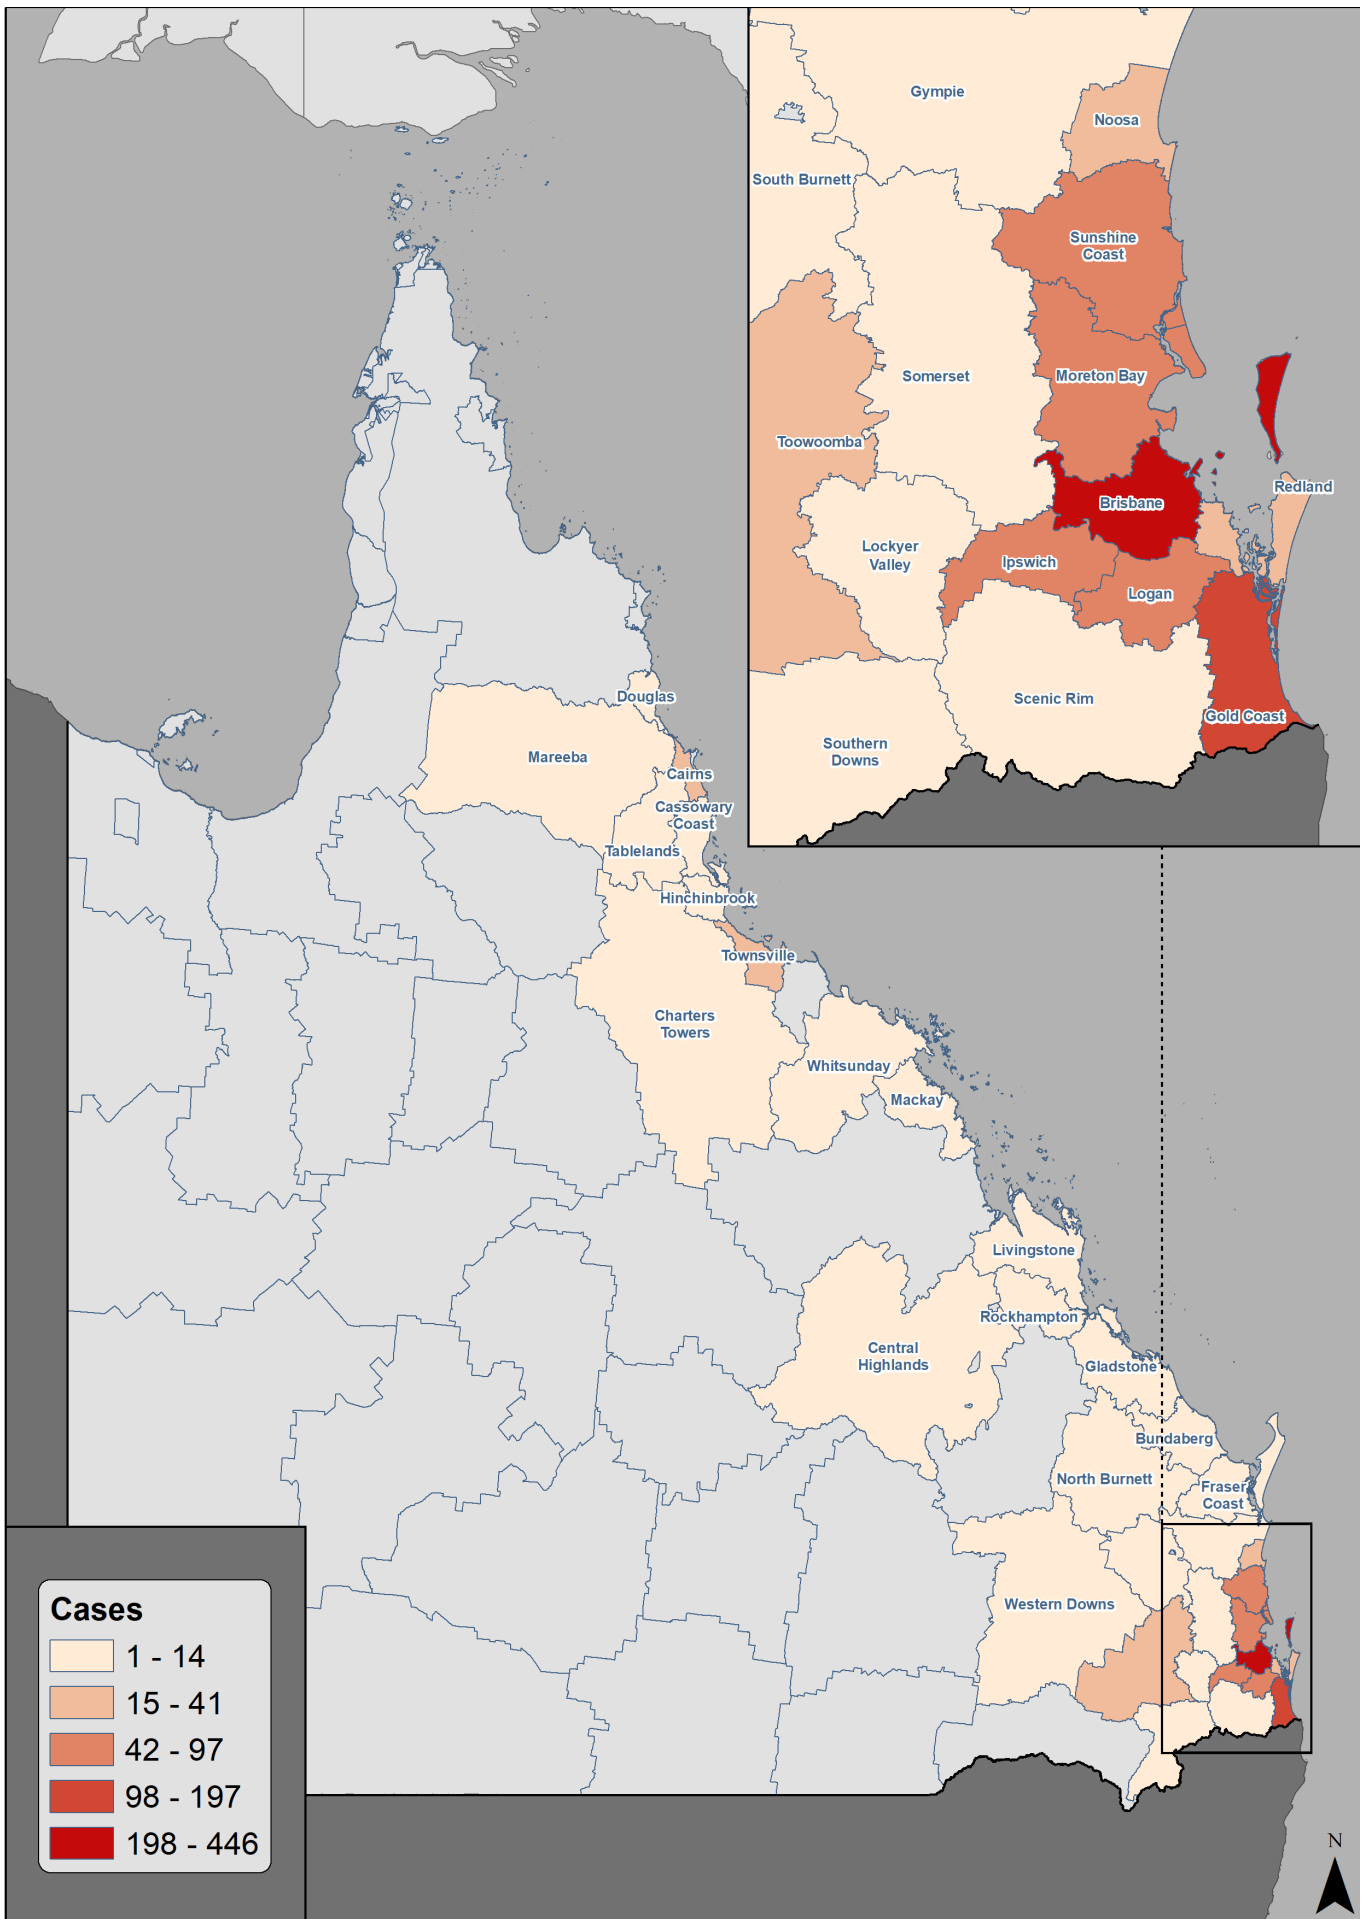 Gympie
Noosa
South Burnett
Sunshine
Coast
Somerset
Moreton Bay
Toowoomba
Redland
Brisbane
Lockyer
Valley
Ipswich
Logan
Scenic Rim
Gold Coast
Southern
Downs
Douglas
Mareeba
Cairns
Cassowary
Coast
Tablelands
Hinchinbrook
Townsville
Charters
Towers
Whitsunday
Mackay
Livingstone
Rockhampton
Central
Highlands
Gladstone
Bundaberg
North Burnett
Fraser
Coast
Western Downs
Cases
1 - 14
15 - 41
42 - 97
98 - 197
198 - 446
N